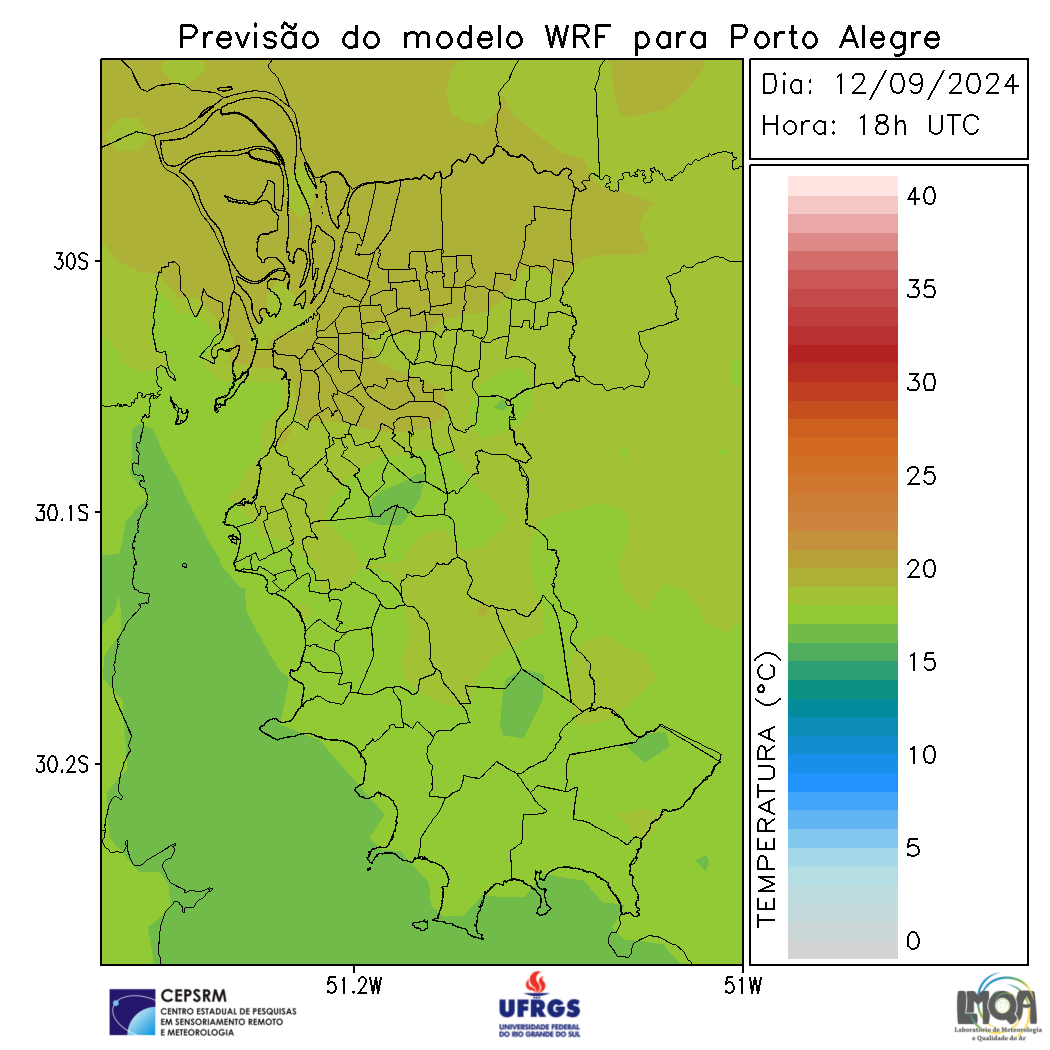 Previsão do modelo WRF para Porto Alegre
Dia: 12/09/2024
Hora: 18h UTC
40
35
30
25
20
15
10
5
0
TEMPERATURA (°C)
30S
30.1S
30.2S
51.2W
51W
CEPSRM
CENTRO ESTADUAL DE PESQUISAS
EM SENSORIAMENTO REMOTO
E METEOROLOGIA
UFRGS
UNIVERSIDADE FEDERAL
DO RIO GRANDE DO SUL
LMQA
Laboratório de Meteorologia
e Qualidade do Ar